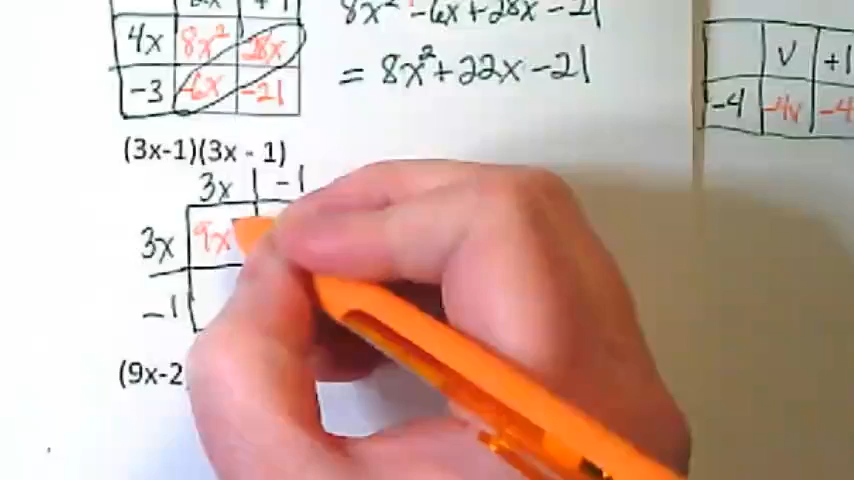 8x² -6x+28x-21
4x 8x² 28x
= 8x²+22x-21
-3 -6x -21
v +1
-4 -4v -4
(3x-1)(3x - 1)
3x -1
3x 9x
-1
(9x-2